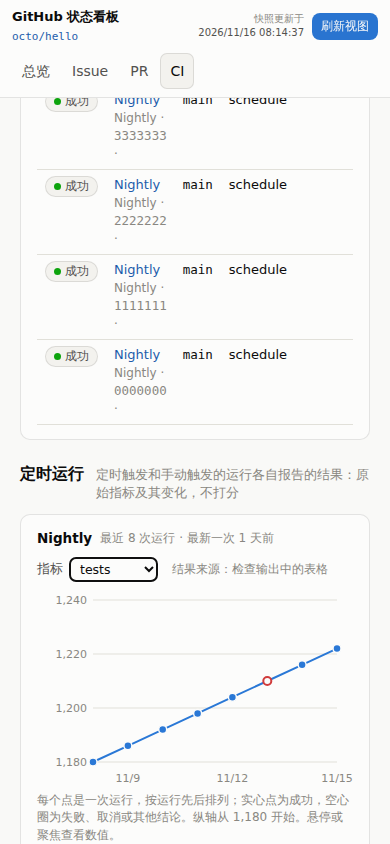 GitHub 状态看板
octo/hello
快照更新于
2026/11/16 08:14:37
刷新视图
总览 Issue PR CI
成功 Nightly main schedule
Nightly ·
3333333
·
成功 Nightly main schedule
Nightly ·
2222222
·
成功 Nightly main schedule
Nightly ·
1111111
·
成功 Nightly main schedule
Nightly ·
0000000
·
定时运行 定时触发和手动触发的运行各自报告的结果：原
始指标及其变化，不打分
Nightly 最近 8 次运行 · 最新一次 1 天前
指标 tests 结果来源：检查输出中的表格
1,240
1,220
1,200
1,180
11/9 11/12 11/15
每个点是一次运行，按运行先后排列；实心点为成功，空心
圈为失败、取消或其他结论。纵轴从 1,180 开始。悬停或
聚焦查看数值。